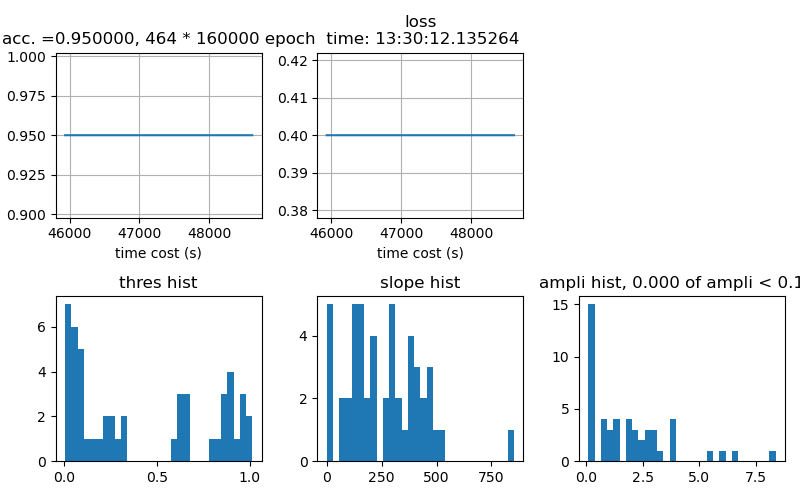 loss
acc. =0.950000, 464 * 160000 epoch time: 13:30:12.135264
1.000
0.975
0.950
0.925
0.900
46000 47000 48000
time cost (s)
0.42
0.41
0.40
0.39
0.38
46000 47000 48000
time cost (s)
thres hist
6
4
2
0
0.0 0.5 1.0
slope hist
4
2
0
0 250 500 750
ampli hist, 0.000 of ampli < 0.1
15
10
5
0
0.0 2.5 5.0 7.5